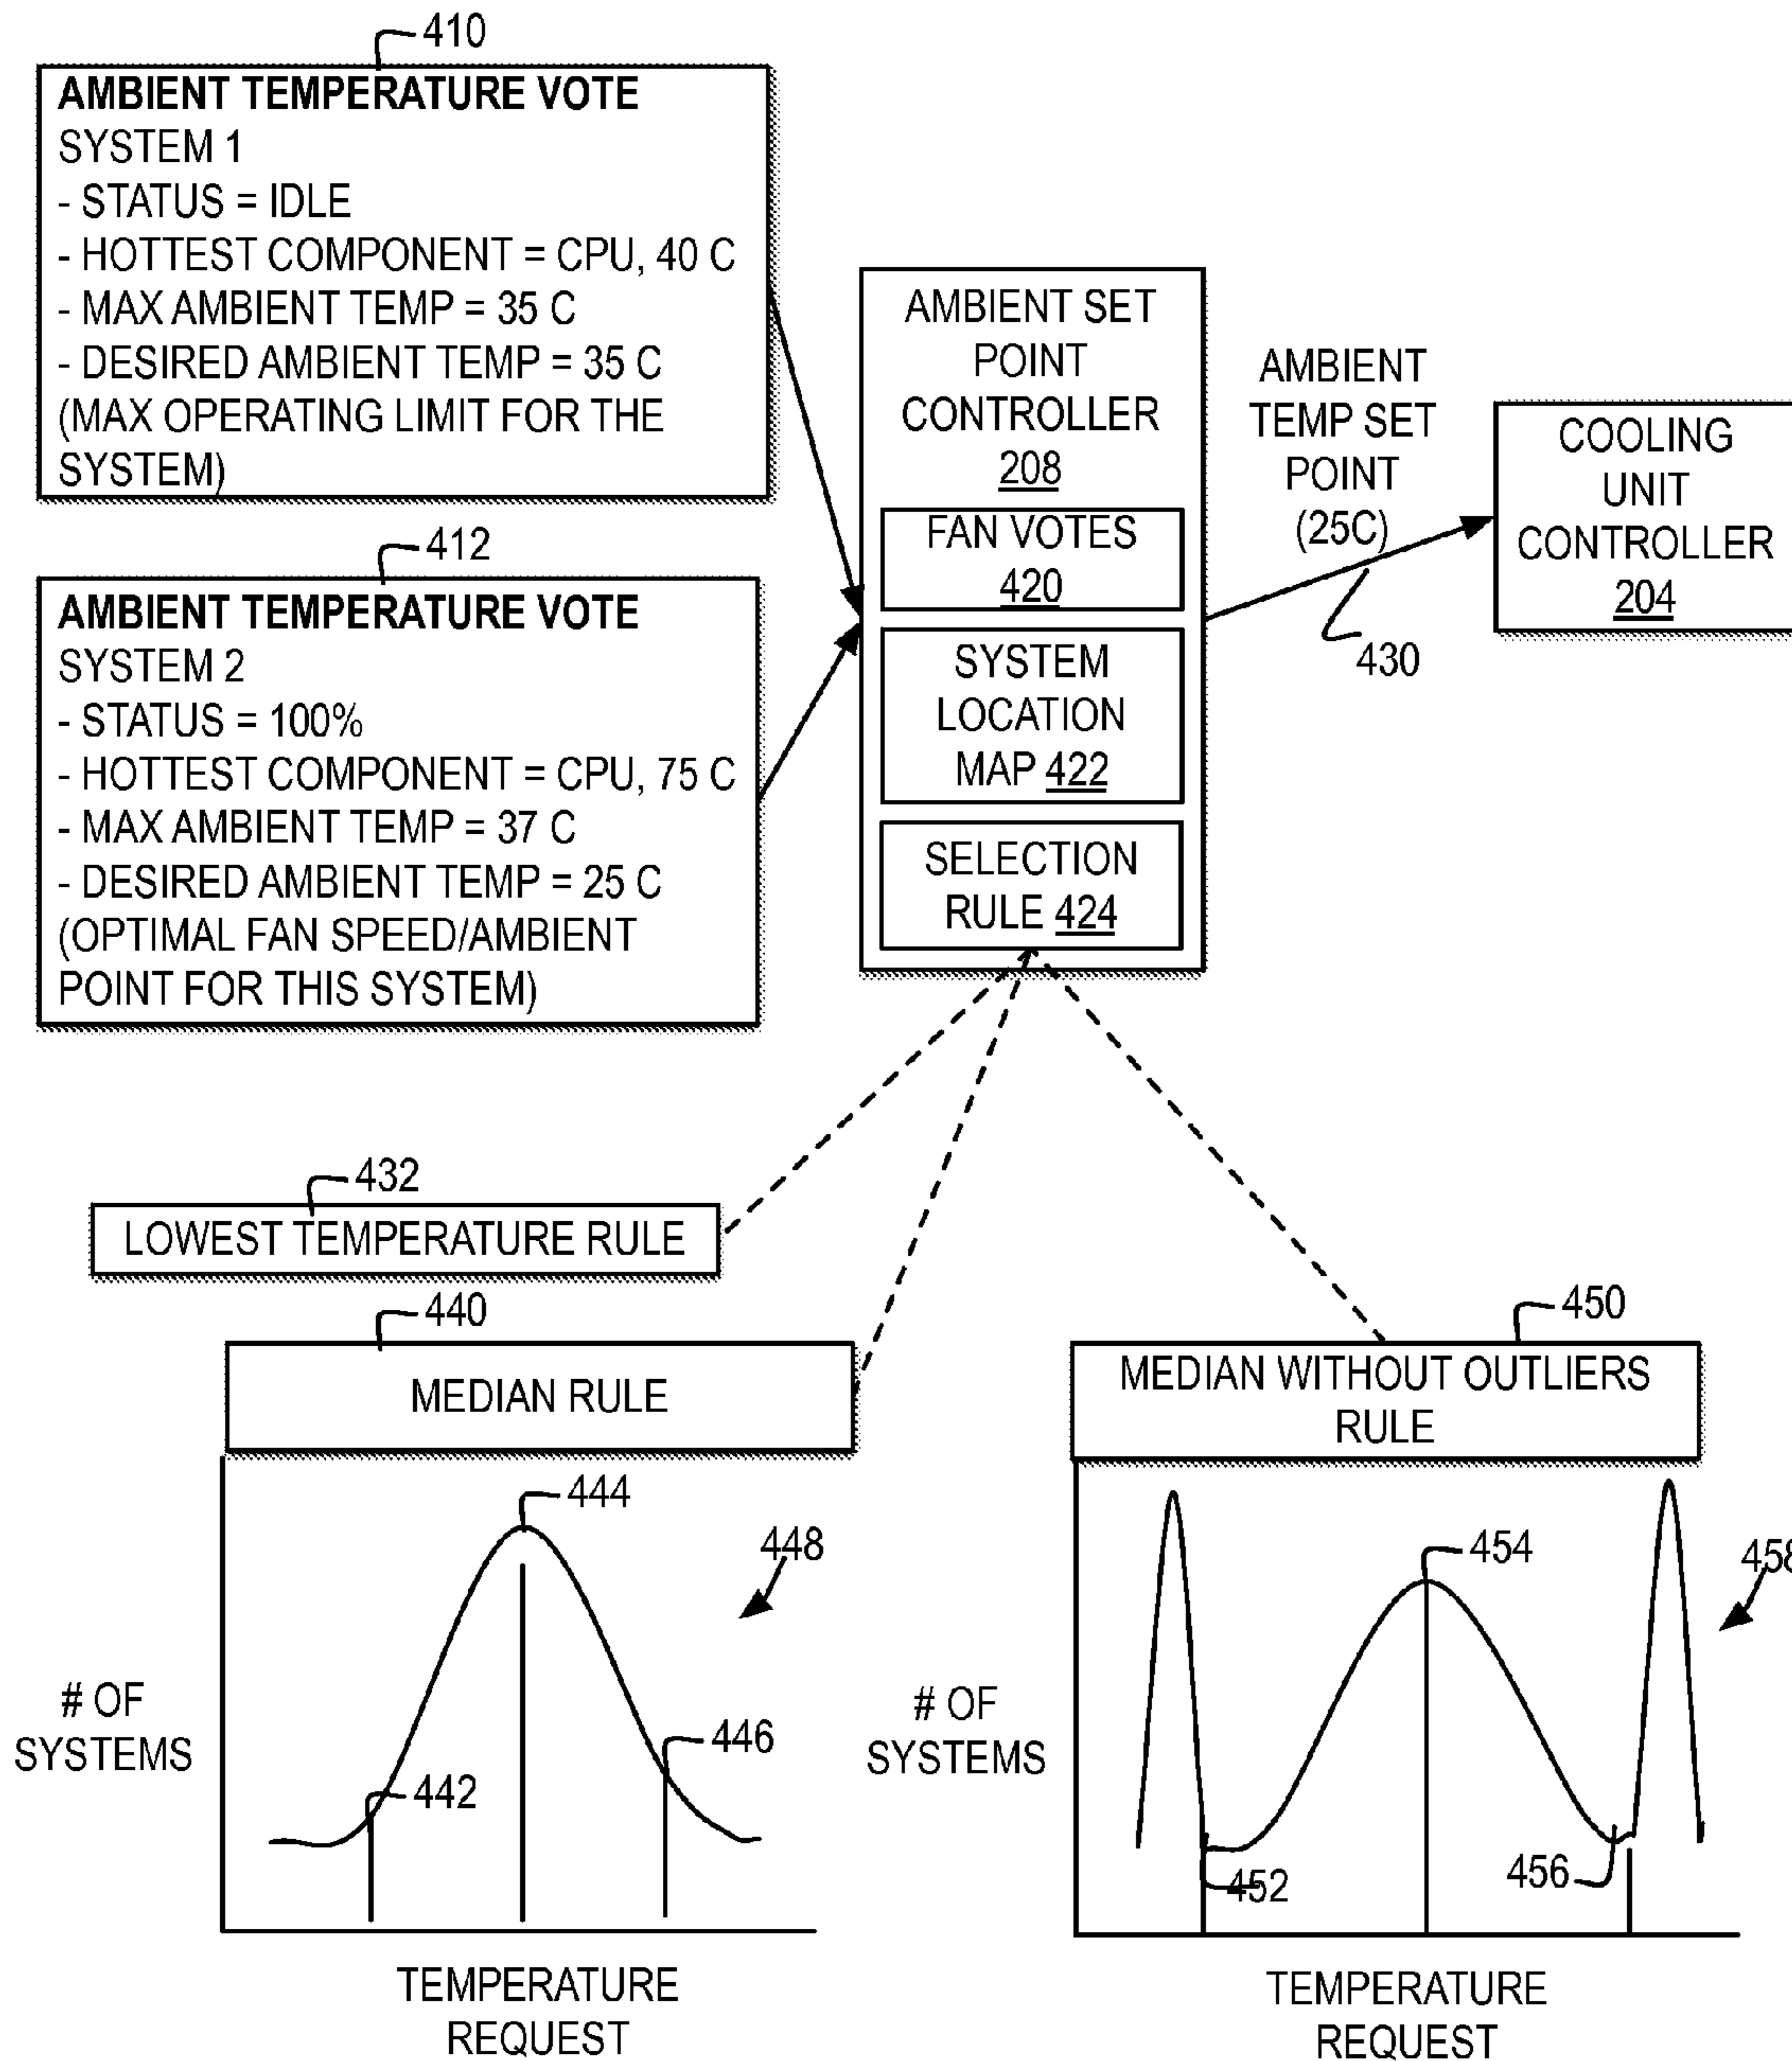 410
AMBIENT TEMPERATURE VOTE
SYSTEM 1
- STATUS = IDLE
- HOTTEST COMPONENT = CPU, 40 C
- MAX AMBIENT TEMP = 35 C
- DESIRED AMBIENT TEMP = 35 C
(MAX OPERATING LIMIT FOR THE
SYSTEM)
412
AMBIENT TEMPERATURE VOTE
SYSTEM 2
- STATUS = 100%
- HOTTEST COMPONENT = CPU, 75 C
- MAX AMBIENT TEMP = 37 C
- DESIRED AMBIENT TEMP = 25 C
(OPTIMAL FAN SPEED/AMBIENT
POINT FOR THIS SYSTEM)
AMBIENT SET
POINT
CONTROLLER
208
FAN VOTES
420
SYSTEM
LOCATION
MAP 422
SELECTION
RULE 424
AMBIENT
TEMP SET
POINT
(25C)
430
COOLING
UNIT
CONTROLLER
204
432
LOWEST TEMPERATURE RULE
440
MEDIAN RULE
444
448
446
442
# OF
SYSTEMS
TEMPERATURE
REQUEST
450
MEDIAN WITHOUT OUTLIERS
RULE
454
458
452
456
# OF
SYSTEMS
TEMPERATURE
REQUEST